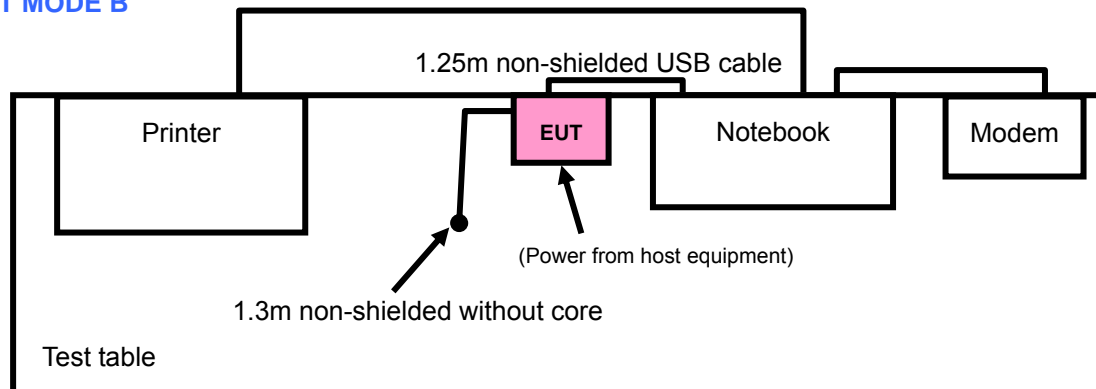 T MODE B
1.25m non-shielded USB cable
Printer
EUT
Notebook
Modem
(Power from host equipment)
1.3m non-shielded without core
Test table